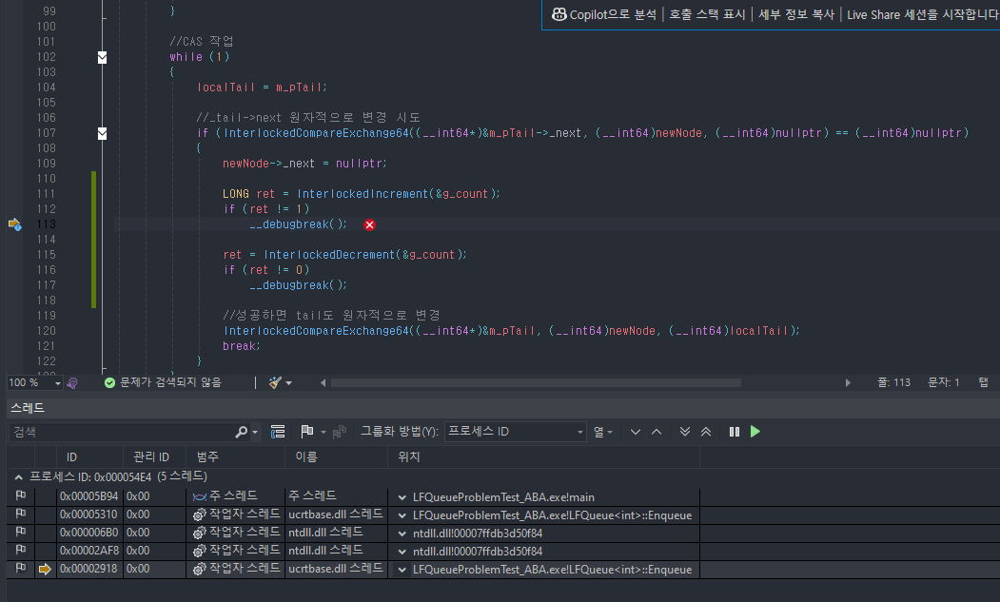 Copilot으로 분석 | 호출 스택 표시 | 세부 정보 복사 | Live Share 세션을 시작합니다
99 }
100
101 //CAS 작업
102 while (1)
103 {
104 localTail = m_pTail;
105
106 //_tail->next 원자적으로 변경 시도
107 if (InterlockedCompareExchange64((__int64*)&m_pTail->_next, (__int64)newNode, (__int64)nullptr) == (__int64)nullptr)
108 {
109 newNode->_next = nullptr;
110
111 LONG ret = InterlockedIncrement(&g_count);
112 if (ret != 1)
113 __debugbreak();
114
115 ret = InterlockedDecrement(&g_count);
116 if (ret != 0)
117 __debugbreak();
118
119 //성공하면 tail도 원자적으로 변경
120 InterlockedCompareExchange64((__int64*)&m_pTail, (__int64)newNode, (__int64)localTail);
121 break;
122 }
100 % 문제가 검색되지 않음 줄: 113 문자: 1 탭
스레드
검색 그룹화 방법(Y): 프로세스 ID 열
ID 관리 ID 범주 이름 위치
프로세스 ID: 0x000054E4 (5 스레드)
0x00005B94 0x00 주 스레드 주 스레드 LFQueueProblemTest_ABA.exe!main
0x00005310 0x00 작업자 스레드 ucrtbase.dll 스레드 LFQueueProblemTest_ABA.exe!LFQueue<int>::Enqueue
0x000006B0 0x00 작업자 스레드 ntdll.dll 스레드 ntdll.dll!00007ffdb3d50f84
0x00002AF8 0x00 작업자 스레드 ntdll.dll 스레드 ntdll.dll!00007ffdb3d50f84
0x00002918 0x00 작업자 스레드 ucrtbase.dll 스레드 LFQueueProblemTest_ABA.exe!LFQueue<int>::Enqueue